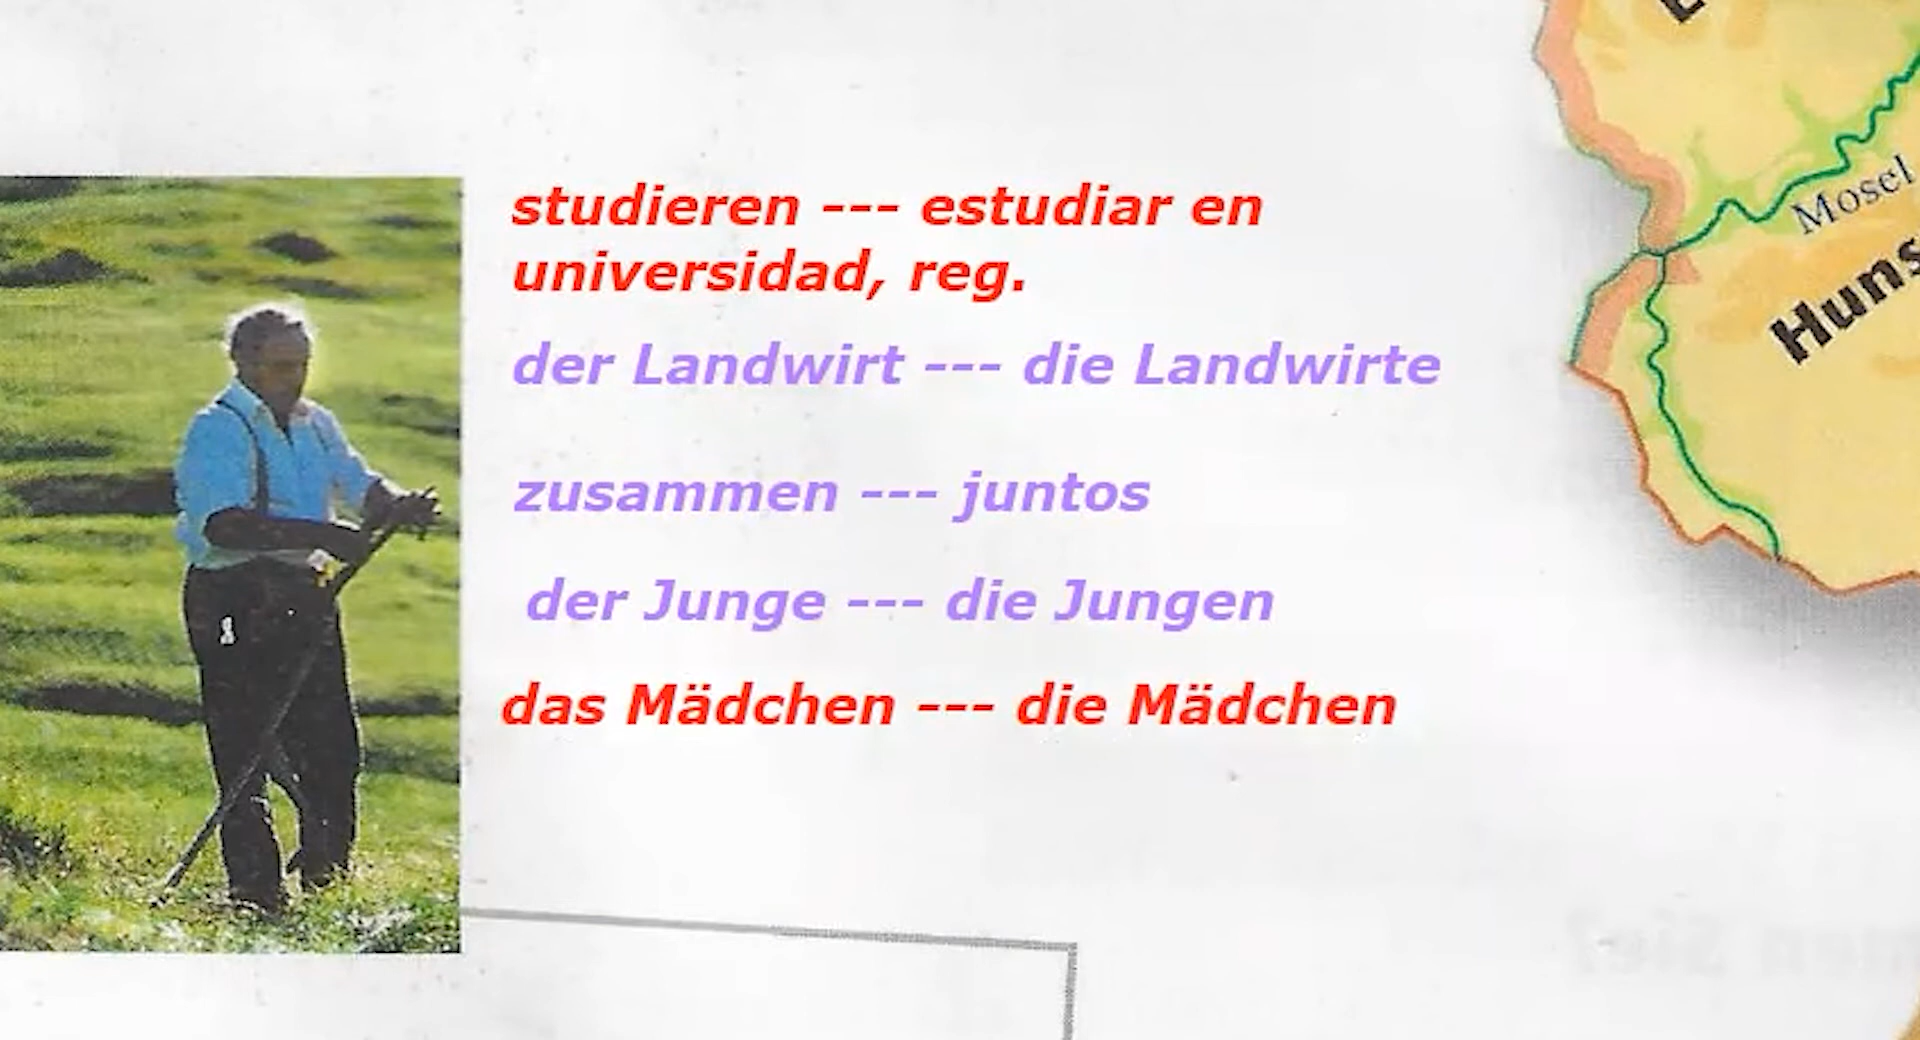 studieren --- estudiar en
universidad, reg.
der Landwirt --- die Landwirte
zusammen --- juntos
der Junge --- die Jungen
das Mädchen --- die Mädchen
Mosel